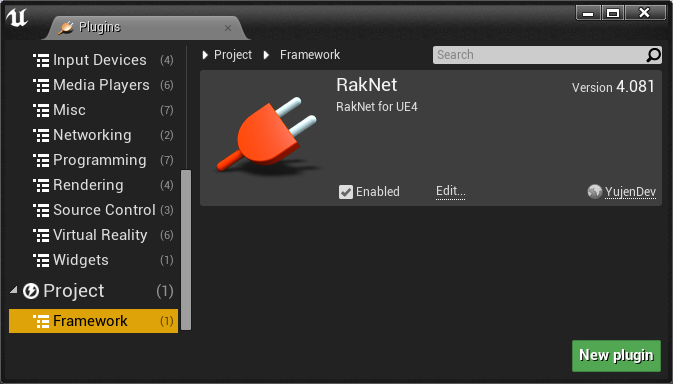 Plugins
Input Devices (4)
Media Players (6)
Misc (7)
Networking (2)
Programming (7)
Rendering (4)
Source Control (3)
Virtual Reality (6)
Widgets (1)
Project (1)
Framework (1)
Project Framework
Search
RakNet
Version 4.081
RakNet for UE4
Enabled
Edit...
YujenDev
New plugin